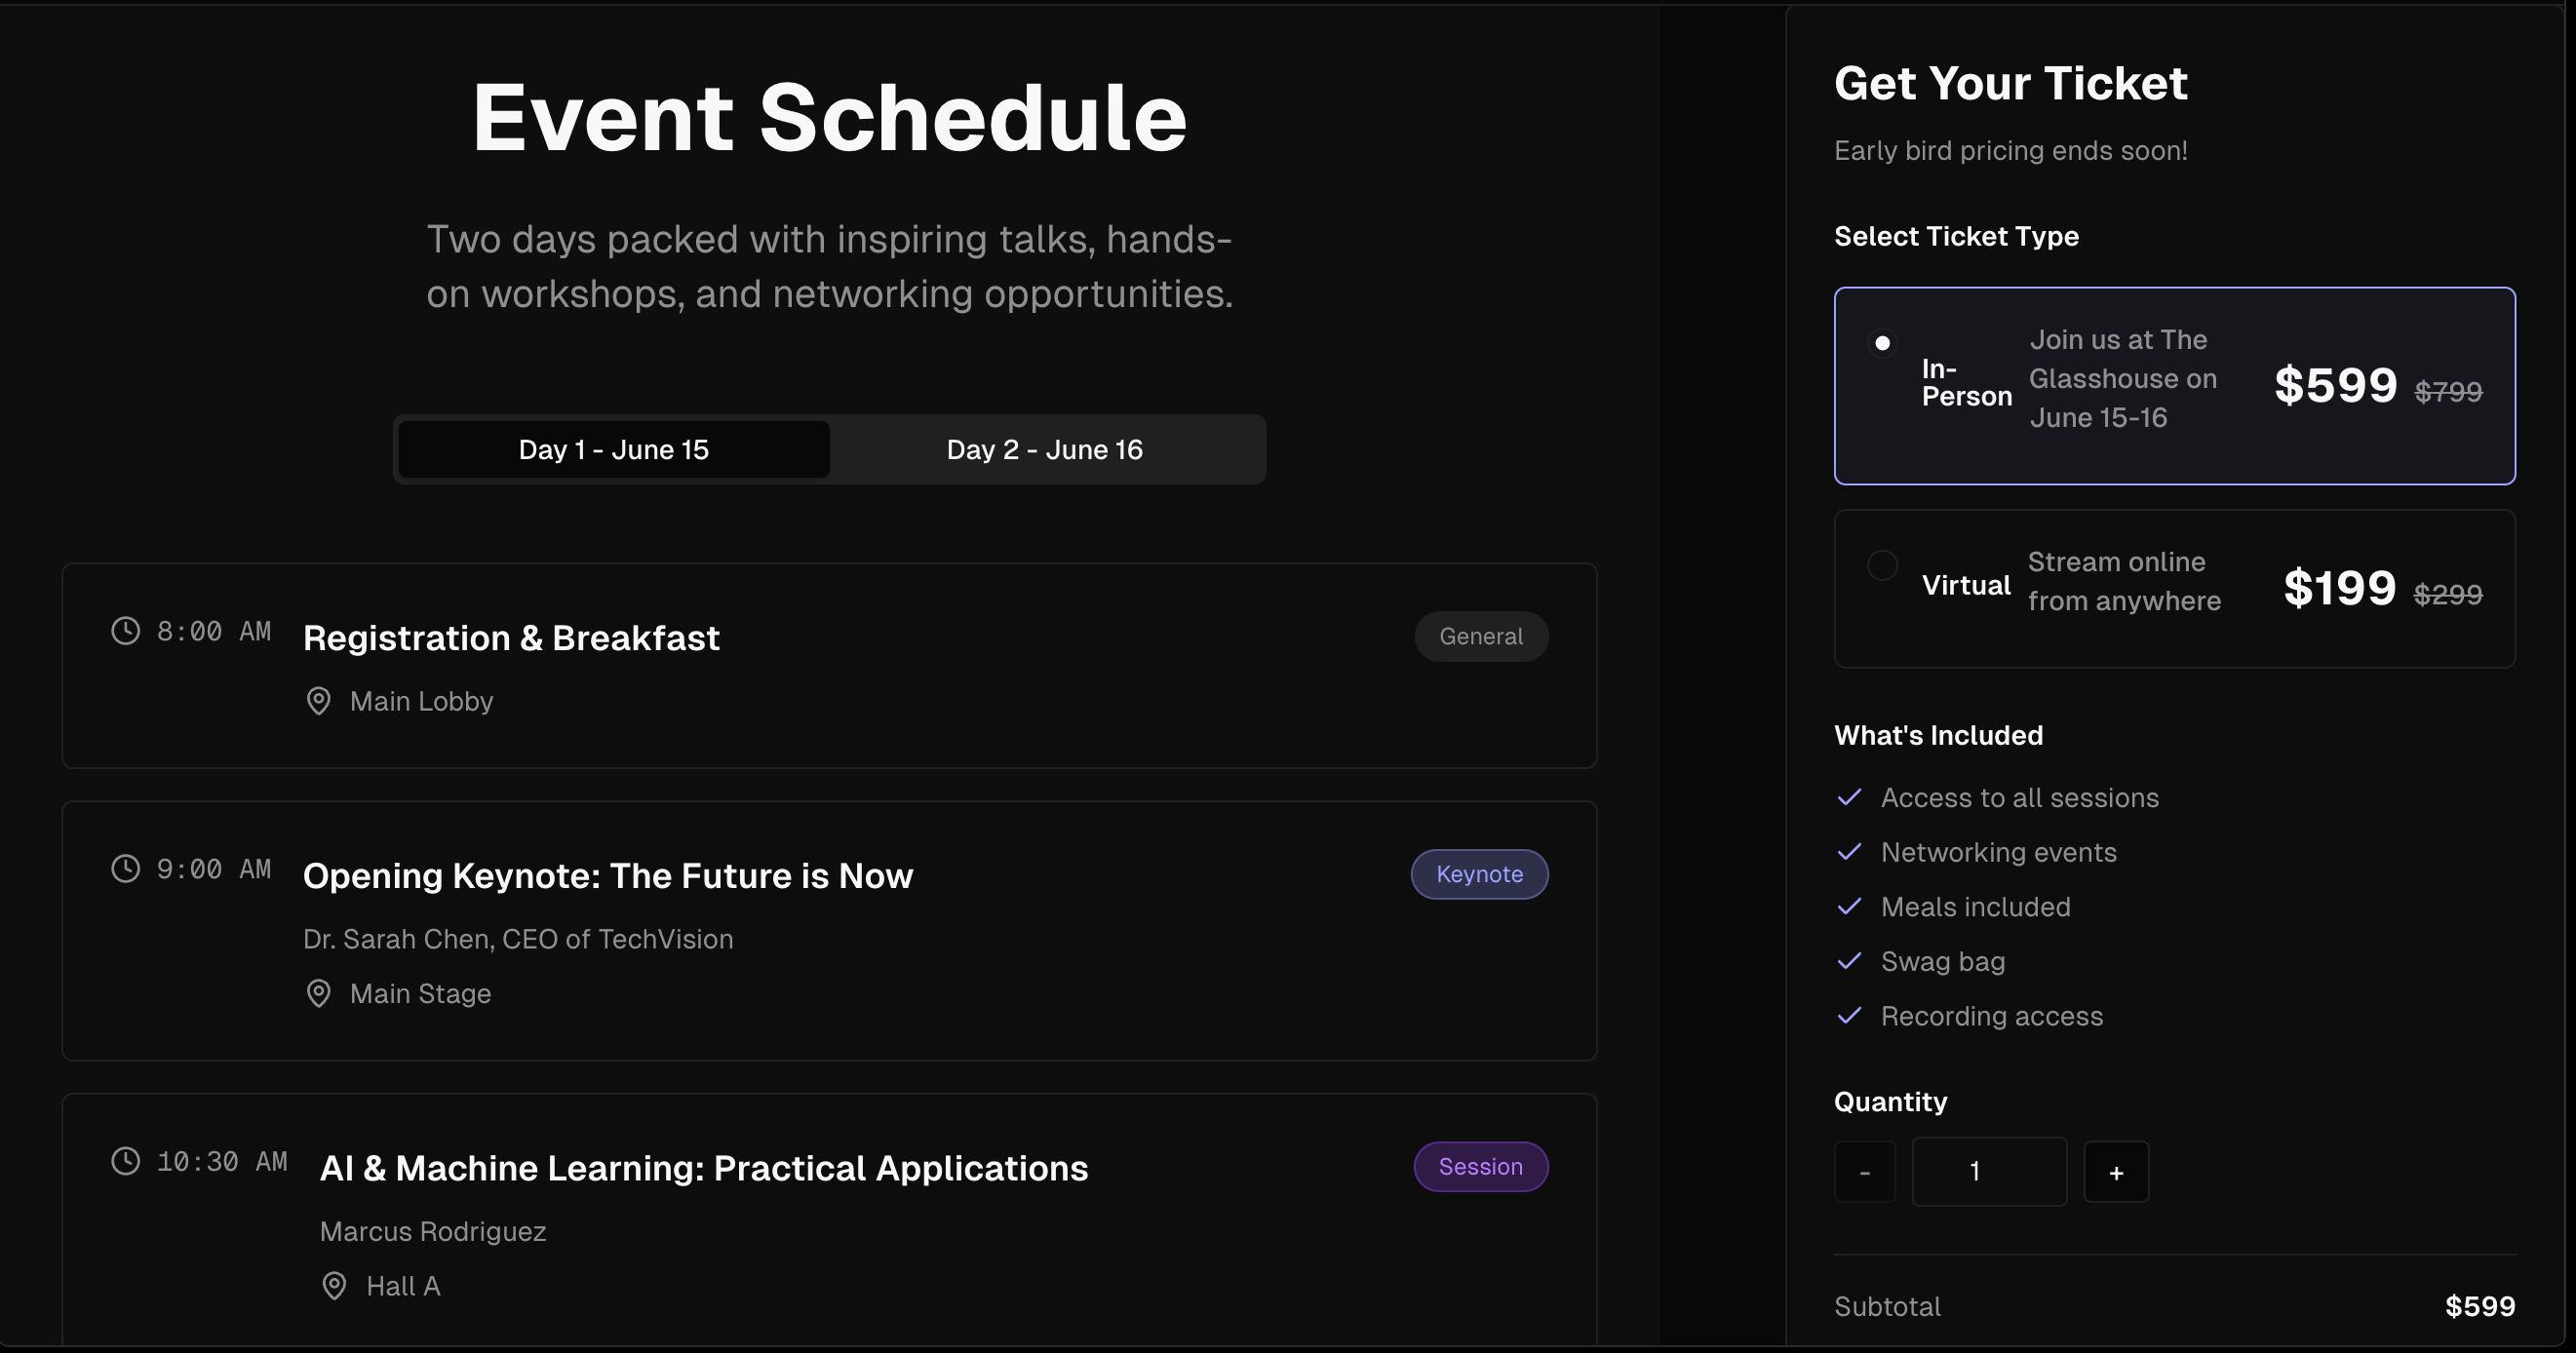 Event Schedule
Two days packed with inspiring talks, hands-
on workshops, and networking opportunities.
Day 1 - June 15
Day 2 - June 16
8:00 AM
Registration & Breakfast
General
Main Lobby
9:00 AM
Opening Keynote: The Future is Now
Keynote
Dr. Sarah Chen, CEO of TechVision
Main Stage
10:30 AM
AI & Machine Learning: Practical Applications
Session
Marcus Rodriguez
Hall A
Get Your Ticket
Early bird pricing ends soon!
Select Ticket Type
In-
Person
Join us at The
Glasshouse on
June 15-16
$599 $799
Virtual
Stream online
from anywhere
$199 $299
What's Included
Access to all sessions
Networking events
Meals included
Swag bag
Recording access
Quantity
- 1 +
Subtotal $599